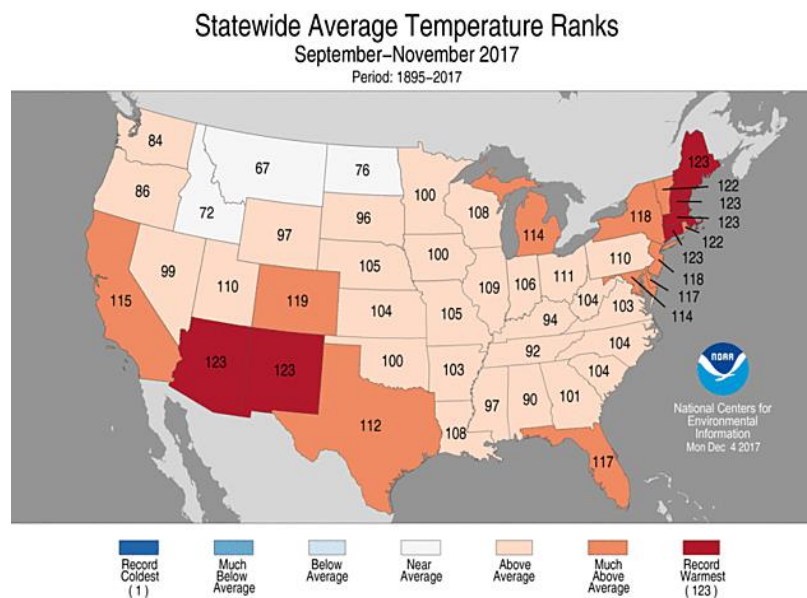 Statewide Average Temperature Ranks
September–November 2017
Period: 1895–2017
84
67
76
100
123
86
72
108
122
97
96
118
123
114
123
99
105
100
122
110
123
115
110
119
104
109
106
111
118
105
104
103
117
94
114
123
123
100
103
92
104
104
NOAA
112
97
90
101
108
117
National Centers for
Environmental
Information
Mon Dec 4 2017
Record
Coldest
(1)
Much
Below
Average
Below
Average
Near
Average
Above
Average
Much
Above
Average
Record
Warmest
(123)